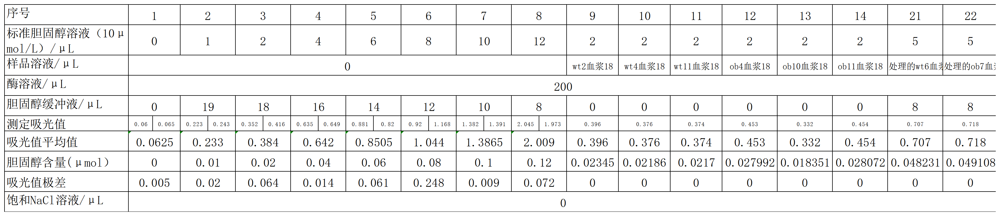 序号 1 2 3 4 5 6 7 8 9 10 11 12 13 14 21 22
标准胆固醇溶液（10μ
mol/L）/μL 0 1 2 4 6 8 10 12 2 2 2 2 2 2 5 5
样品溶液/μL 0 wt2血浆18 wt4血浆18 wt11血浆18 ob4血浆18 ob10血浆18 ob11血浆18 处理的wt6血浆 处理的ob7血浆
酶溶液/μL 200
胆固醇缓冲液/μL 0 19 18 16 14 12 10 8 0 0 0 0 0 0 8 8
测定吸光值 0.06 0.065 0.223 0.243 0.352 0.416 0.635 0.649 0.881 0.82 0.92 1.168 1.382 1.391 2.045 1.973 0.396 0.376 0.374 0.453 0.332 0.454 0.707 0.718
吸光值平均值 0.0625 0.233 0.384 0.642 0.8505 1.044 1.3865 2.009 0.396 0.376 0.374 0.453 0.332 0.454 0.707 0.718
胆固醇含量(μmol) 0 0.01 0.02 0.04 0.06 0.08 0.1 0.12 0.02345 0.02186 0.0217 0.027992 0.018351 0.028072 0.048231 0.049108
吸光值极差 0.005 0.02 0.064 0.014 0.061 0.248 0.009 0.072 0 0 0 0 0 0 0 0
饱和NaCl溶液/μL 0